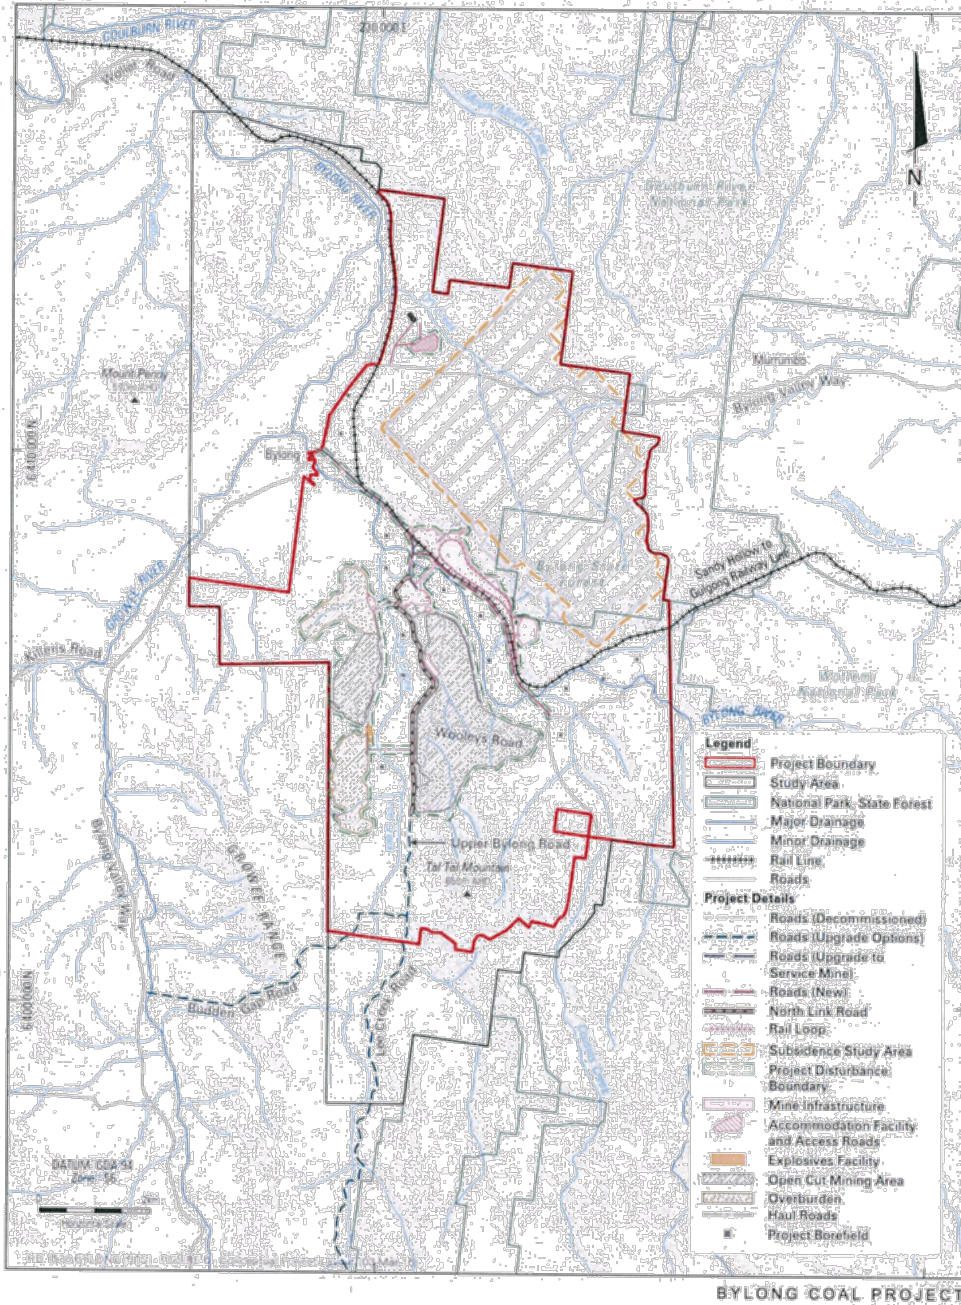 GOULBURN RIVER
Wollar Road
BYLONG RIVER
Goulburn River
National Park
N
Mount Penny
Murrumbo
Bylong Valley Way
6410000 N
Bylong
Bylong State
Forest
Sandy Hollow to
Gulgong Railway Line
GROWEE RIVER
Killens Road
Wollemi
National Park
BYLONG RIVER
Wooleys Road
Upper Bylong Road
Tal Tal Mountain
Bylong Valley Way
GROWEE RANGE
6400000 N
Budden Gap Road
Lee Creek Road
DATUM: GDA 94
Zone: 56
Horizontal Scale
Legend
Project Boundary
Study Area
National Park, State Forest
Major Drainage
Minor Drainage
Rail Line
Roads
Project Details
Roads (Decommissioned)
Roads (Upgrade Options)
Roads (Upgrade to
Service Mine)
Roads (New)
North Link Road
Rail Loop
Subsidence Study Area
Project Disturbance
Boundary
Mine Infrastructure
Accommodation Facility
and Access Roads
Explosives Facility
Open Cut Mining Area
Overburden
Haul Roads
Project Borefield
BYLONG COAL PROJECT